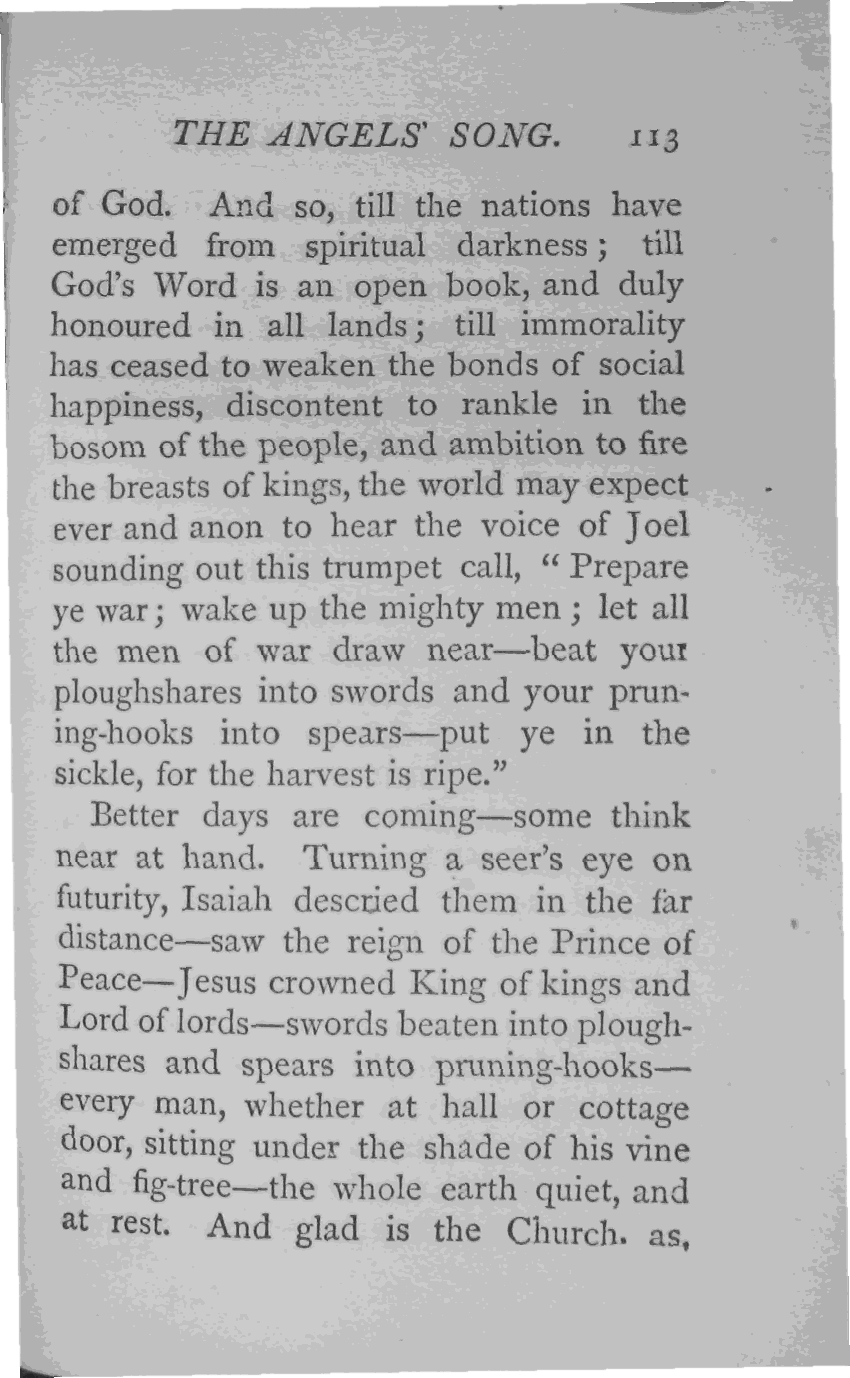 THE ANGELS' SONG. 113
of God. And so, till the nations have
emerged from spiritual darkness; till
God's Word is an open book, and duly
honoured in all lands; till immorality
has ceased to weaken the bonds of social
happiness, discontent to rankle in the
bosom of the people, and ambition to fire
the breasts of kings, the world may expect
ever and anon to hear the voice of Joel
sounding out this trumpet call, “Prepare
ye war; wake up the mighty men; let all
the men of war draw near—beat your
ploughshares into swords and your prun-
ing-hooks into spears—put ye in the
sickle, for the harvest is ripe.”
Better days are coming—some think
near at hand. Turning a seer's eye on
futurity, Isaiah descried them in the far
distance—saw the reign of the Prince of
Peace—Jesus crowned King of kings and
Lord of lords—swords beaten into plough-
shares and spears into pruning-hooks—
every man, whether at hall or cottage
door, sitting under the shade of his vine
and fig-tree—the whole earth quiet, and
at rest. And glad is the Church, as,